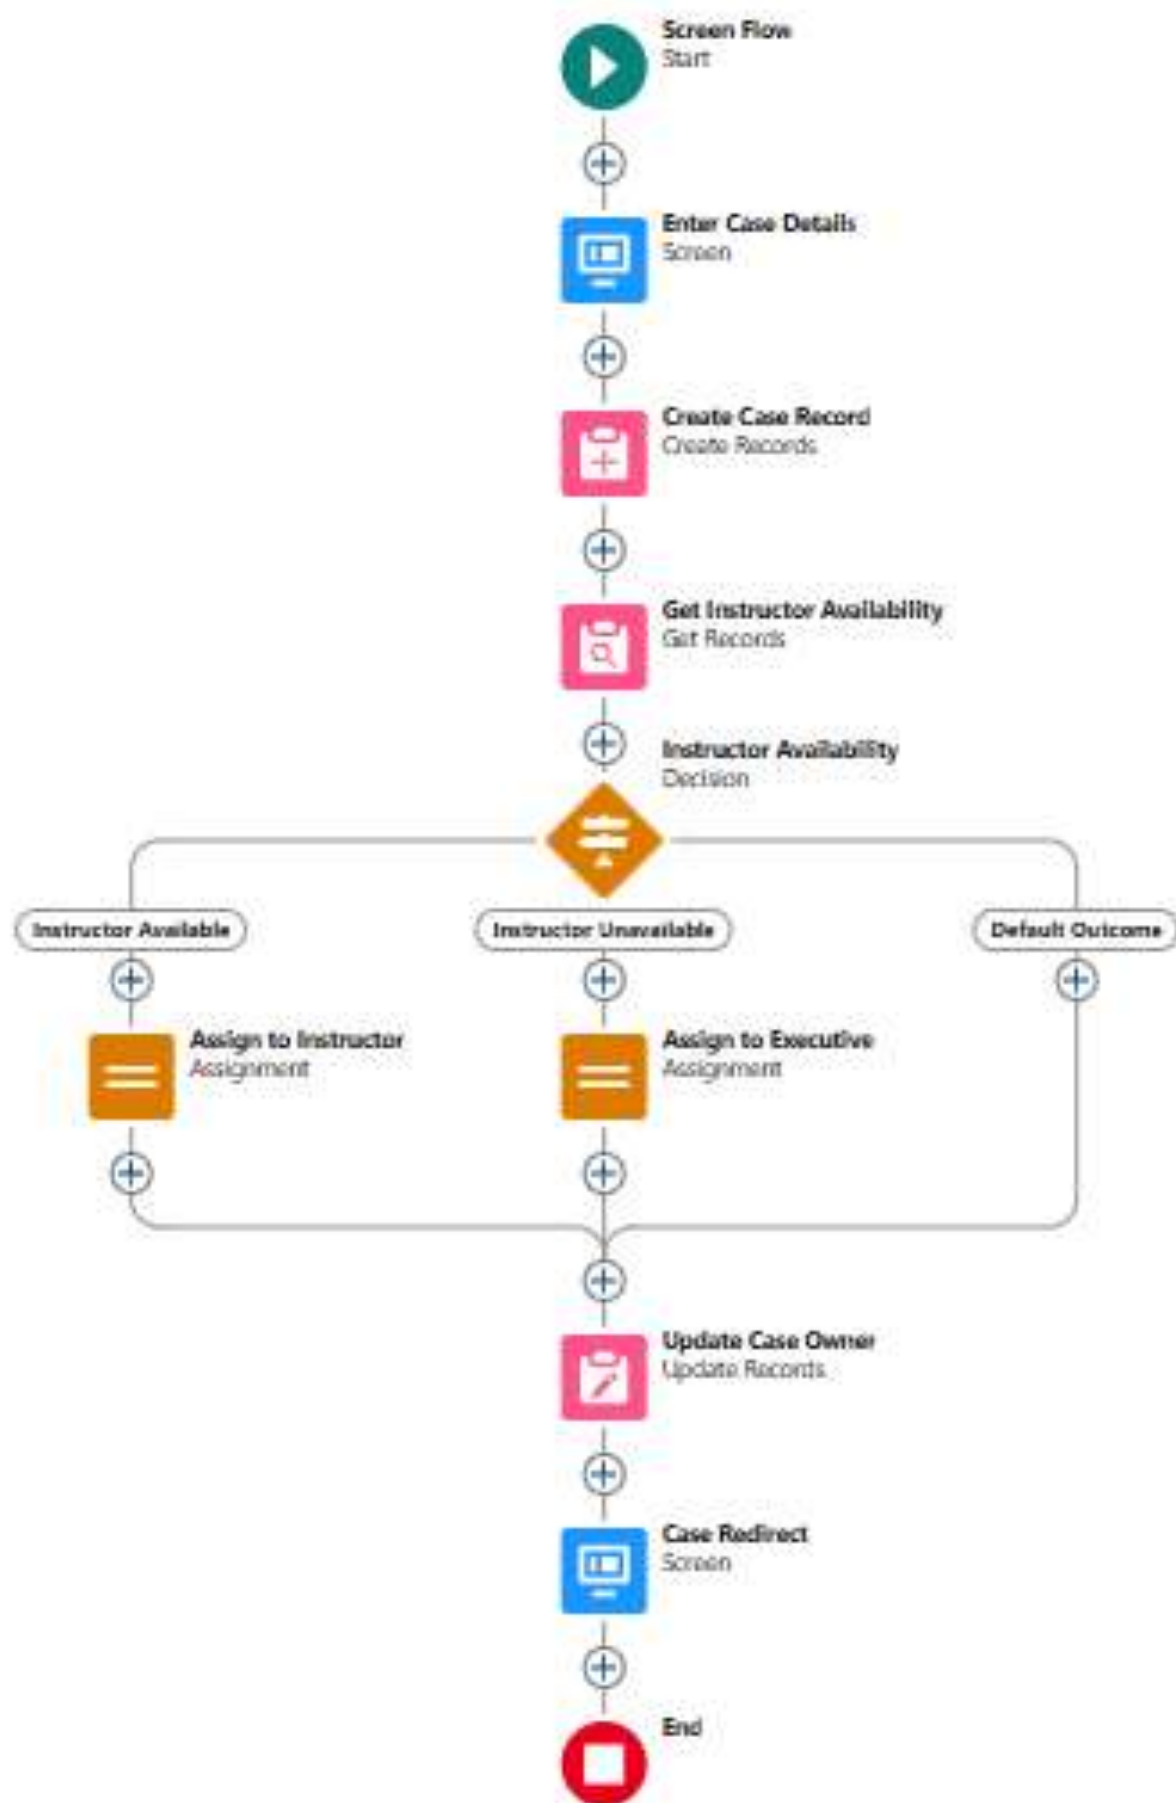 Screen Flow
Start
Enter Case Details
Screen
Create Case Record
Create Records
Get Instructor Availability
Get Records
Instructor Availability
Decision
Instructor Available
Instructor Unavailable
Default Outcome
Assign to Instructor
Assignment
Assign to Executive
Assignment
Update Case Owner
Update Records
Case Redirect
Screen
End